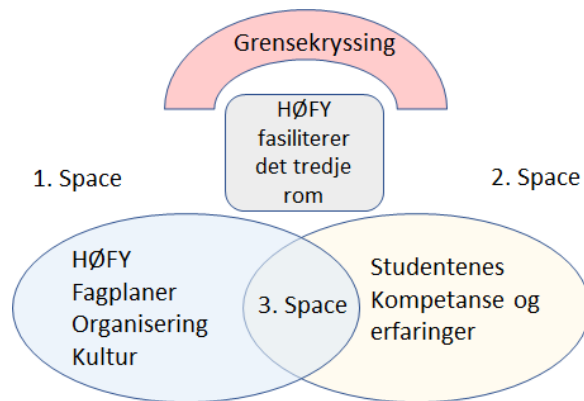 Grensekryssing
HØFY
fasiliterer
det tredje
rom
1. Space
2. Space
HØFY
Fagplaner
Organisering
Kultur
3. Space
Studentenes
Kompetanse og
erfaringer